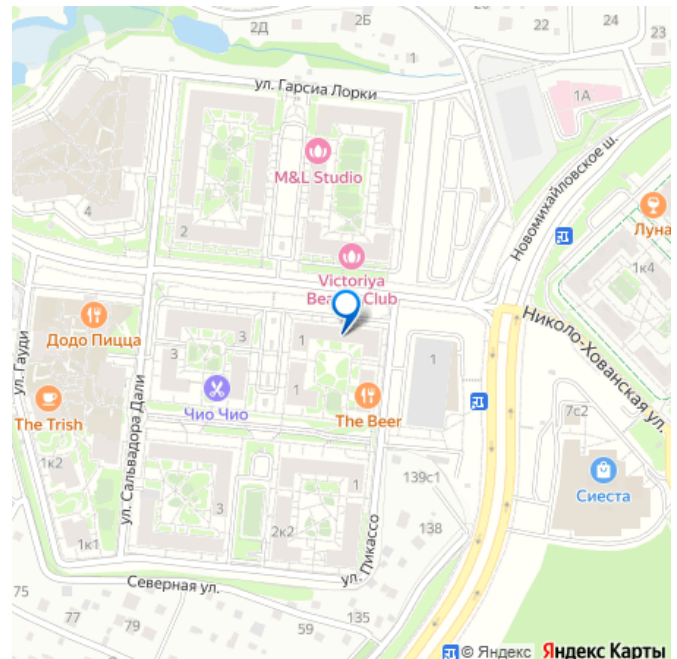 2Д
2Б
22
24
23
1
1А
ул. Гарсиа Лорки
M&L Studio
Новомихайловское ш.
4
2
Луна
1к4
Victoriya
Beauty Club
Додо Пицца
Николо-Хованская ул.
ул. Гауди
3
3
1
1
1
Чио Чио
The Trish
The Beer
ул. Сальвадора Дали
7с2
Сиеста
1к2
139с1
1
3
138
2к2
1к1
ул. Пикассо
Северная ул.
75
77
79
59
135
© Яндекс Яндекс Карты